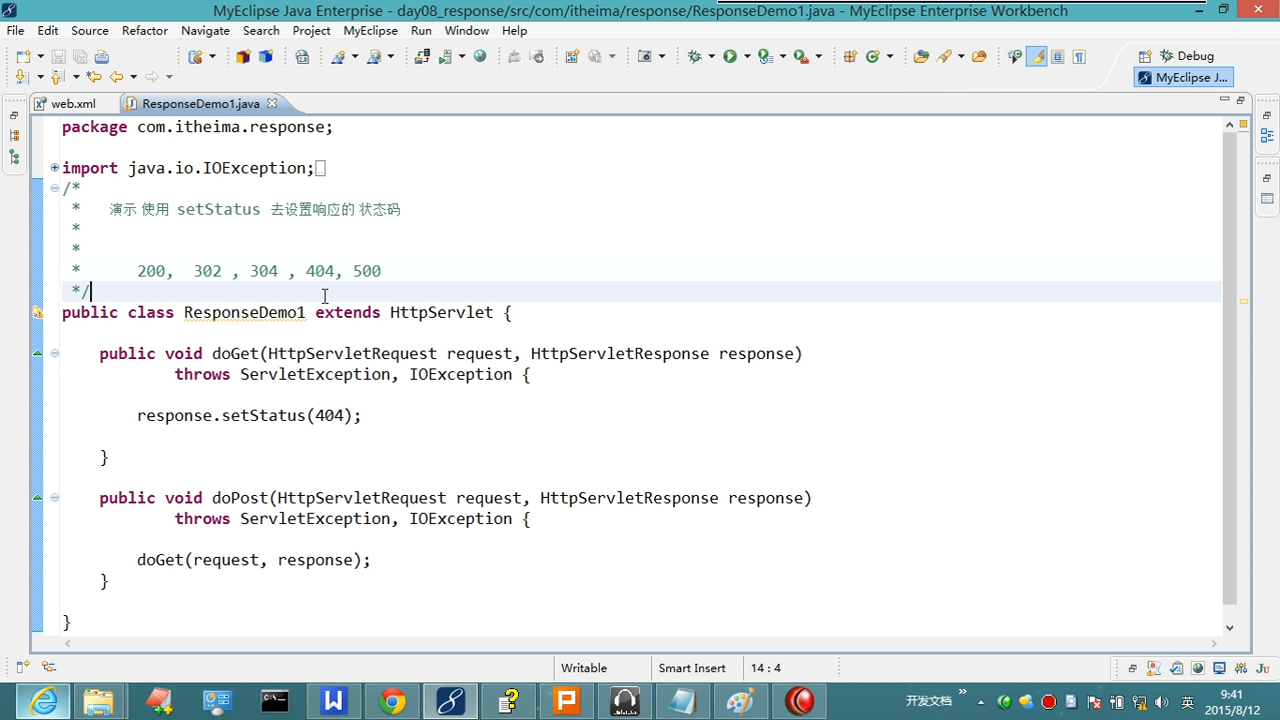 MyEclipse Java Enterprise - day08_response/src/com/itheima/response/ResponseDemo1.java - MyEclipse Enterprise Workbench
File Edit Source Refactor Navigate Search Project MyEclipse Run Window Help
Debug
MyEclipse J...
web.xml ResponseDemo1.java
package com.itheima.response;
import java.io.IOException;
/*
* 演示 使用 setStatus 去设置响应的 状态码
*
*
* 200, 302 , 304 , 404, 500
*/
public class ResponseDemo1 extends HttpServlet {
public void doGet(HttpServletRequest request, HttpServletResponse response)
throws ServletException, IOException {
response.setStatus(404);
}
public void doPost(HttpServletRequest request, HttpServletResponse response)
throws ServletException, IOException {
doGet(request, response);
}
}
Writable Smart Insert 14 : 4
开发文档 英 9:41
2015/8/12